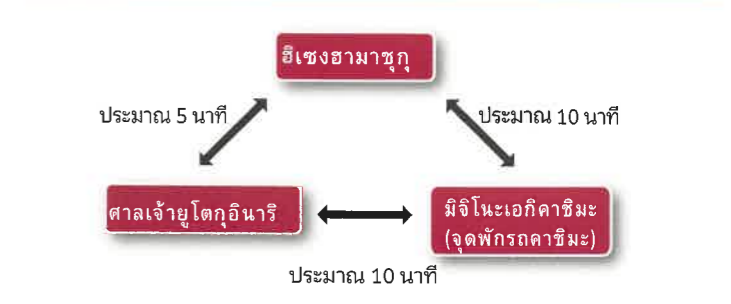 ฮิเซงฮามาชุกุ
ประมาณ 5 นาที
ประมาณ 10 นาที
ศาลเจ้ายูโตกุอินาริ
มิจิโนะเอกิคาชิมะ
(จุดพักรถคาชิมะ)
ประมาณ 10 นาที